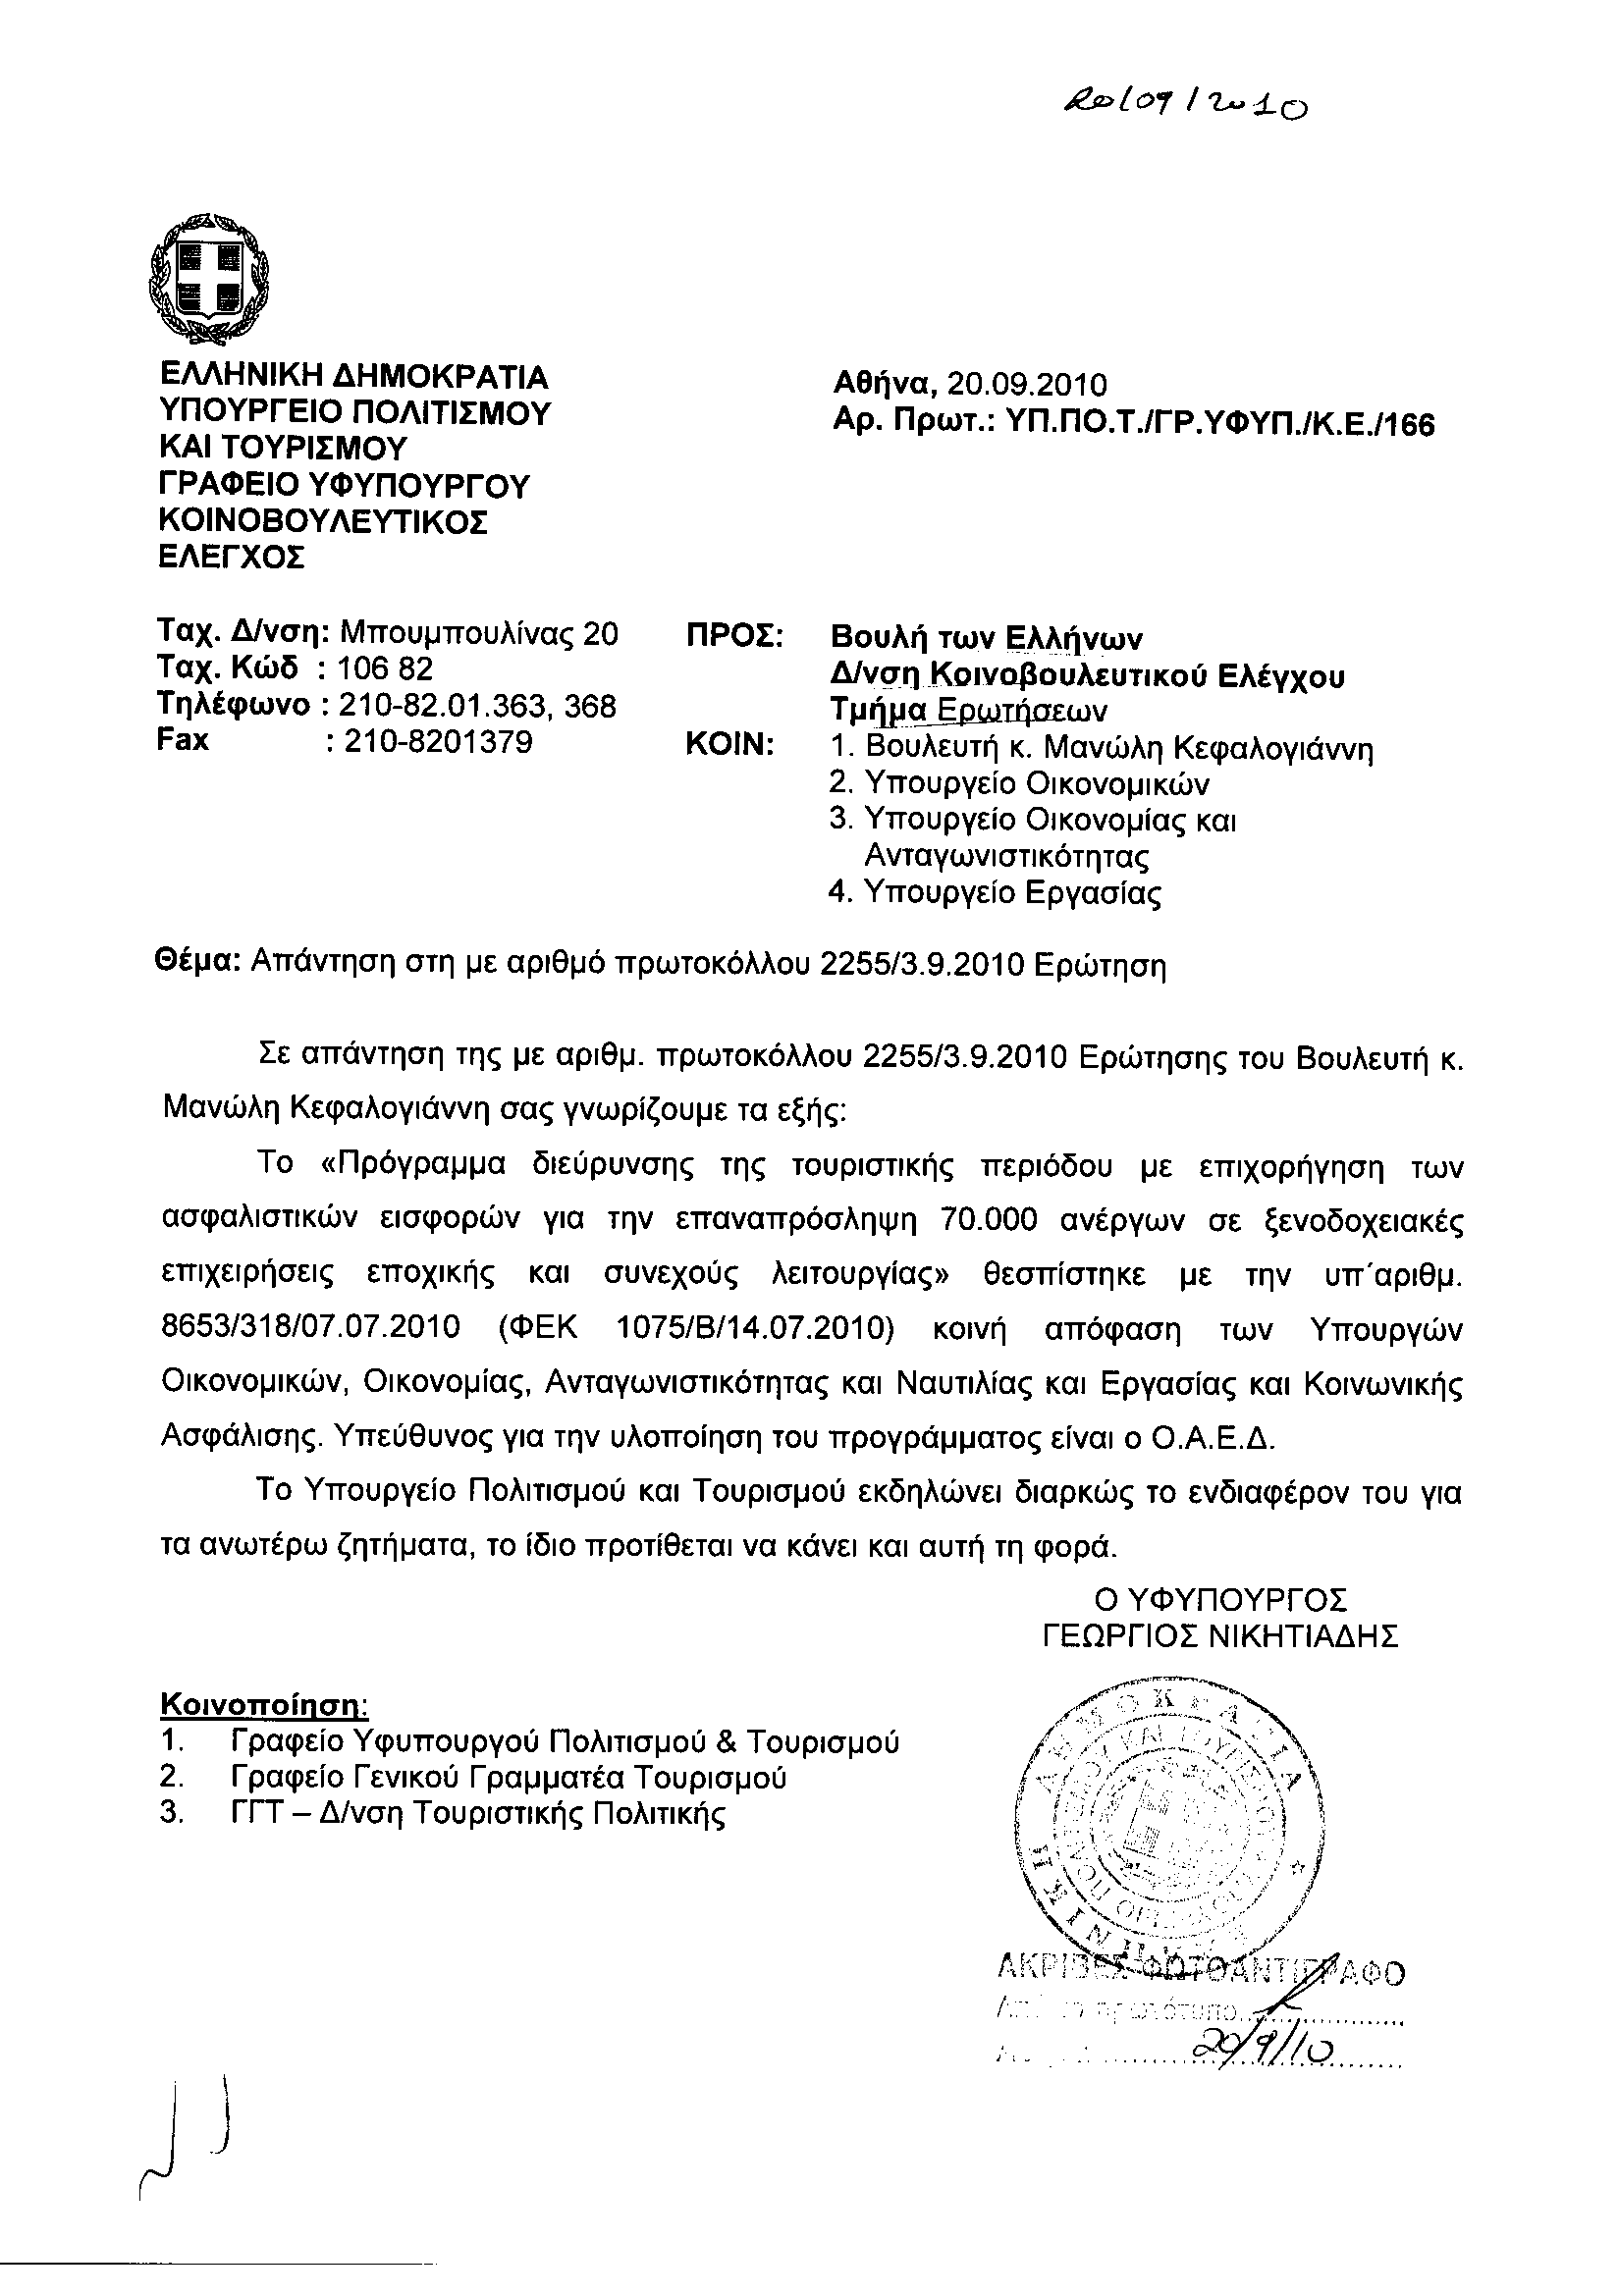 20/09/2010
ΕΛΛΗΝΙΚΗ ΔΗΜΟΚΡΑΤΙΑ
ΥΠΟΥΡΓΕΙΟ ΠΟΛΙΤΙΣΜΟΥ
ΚΑΙ ΤΟΥΡΙΣΜΟΥ
ΓΡΑΦΕΙΟ ΥΦΥΠΟΥΡΓΟΥ
ΚΟΙΝΟΒΟΥΛΕΥΤΙΚΟΣ
ΕΛΕΓΧΟΣ
Αθήνα, 20.09.2010
Αρ. Πρωτ.: ΥΠ.ΠΟ.Τ./ΓΡ.ΥΦΥΠ./Κ.Ε./166
Ταχ. Δ/νση: Μπουμπουλίνας 20
Ταχ. Κώδ : 106 82
Τηλέφωνο : 210-82.01.363, 368
Fax : 210-8201379
ΠΡΟΣ: Βουλή των Ελλήνων
Δ/νση Κοινοβουλευτικού Ελέγχου
Τμήμα Ερωτήσεων
ΚΟΙΝ: 1. Βουλευτή κ. Μανώλη Κεφαλογιάννη
2. Υπουργείο Οικονομικών
3. Υπουργείο Οικονομίας και
Ανταγωνιστικότητας
4. Υπουργείο Εργασίας
Θέμα: Απάντηση στη με αριθμό πρωτοκόλλου 2255/3.9.2010 Ερώτηση
Σε απάντηση της με αριθμ. πρωτοκόλλου 2255/3.9.2010 Ερώτησης του Βουλευτή κ.
Μανώλη Κεφαλογιάννη σας γνωρίζουμε τα εξής:
Το «Πρόγραμμα διεύρυνσης της τουριστικής περιόδου με επιχορήγηση των
ασφαλιστικών εισφορών για την επαναπρόσληψη 70.000 ανέργων σε ξενοδοχειακές
επιχειρήσεις εποχικής και συνεχούς λειτουργίας» θεσπίστηκε με την υπ΄αριθμ.
8653/318/07.07.2010 (ΦΕΚ 1075/Β/14.07.2010) κοινή απόφαση των Υπουργών
Οικονομικών, Οικονομίας, Ανταγωνιστικότητας και Ναυτιλίας και Εργασίας και Κοινωνικής
Ασφάλισης. Υπεύθυνος για την υλοποίηση του προγράμματος είναι ο Ο.Α.Ε.Δ.
Το Υπουργείο Πολιτισμού και Τουρισμού εκδηλώνει διαρκώς το ενδιαφέρον του για
τα ανωτέρω ζητήματα, το ίδιο προτίθεται να κάνει και αυτή τη φορά.
Ο ΥΦΥΠΟΥΡΓΟΣ
ΓΕΩΡΓΙΟΣ ΝΙΚΗΤΙΑΔΗΣ
Κοινοποίηση:
1. Γραφείο Υφυπουργού Πολιτισμού & Τουρισμού
2. Γραφείο Γενικού Γραμματέα Τουρισμού
3. ΓΓΤ – Δ/νση Τουριστικής Πολιτικής
ΑΚΡΙΒΕΣ ΦΩΤΟΑΝΤΙΓΡΑΦΟ
πρωτότυπο
20/9/10